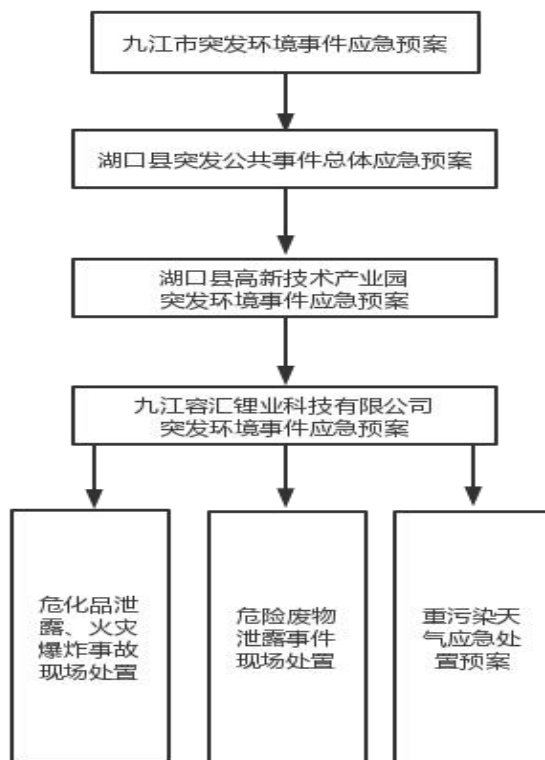 九江市突发环境事件应急预案
湖口县突发公共事件总体应急预案
湖口县高新技术产业园
突发环境事件应急预案
九江容汇锂业科技有限公司
突发环境事件应急预案
危化品泄
露、火灾
爆炸事故
现场处置
危险废物
泄露事件
现场处置
重污染天
气应急处
置预案